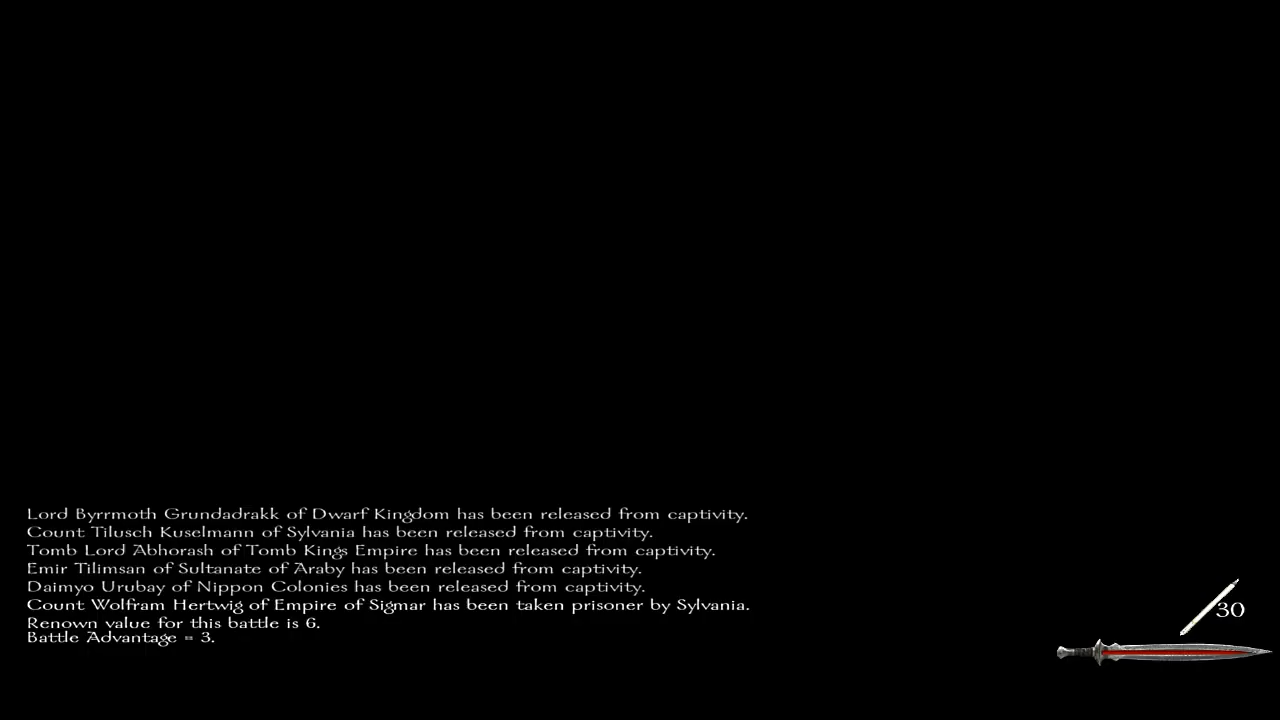 Lord Byrrmoth Grundadrakk of Dwarf Kingdom has been released from captivity.
Count Tilusch Kuselmann of Sylvania has been released from captivity.
Tomb Lord Abhorash of Tomb Kings Empire has been released from captivity.
Emir Tilimsan of Sultanate of Araby has been released from captivity.
Daimyo Urubay of Nippon Colonies has been released from captivity.
Count Wolfram Hertwig of Empire of Sigmar has been taken prisoner by Sylvania.
Renown value for this battle is 6.
Battle Advantage = 3.
30